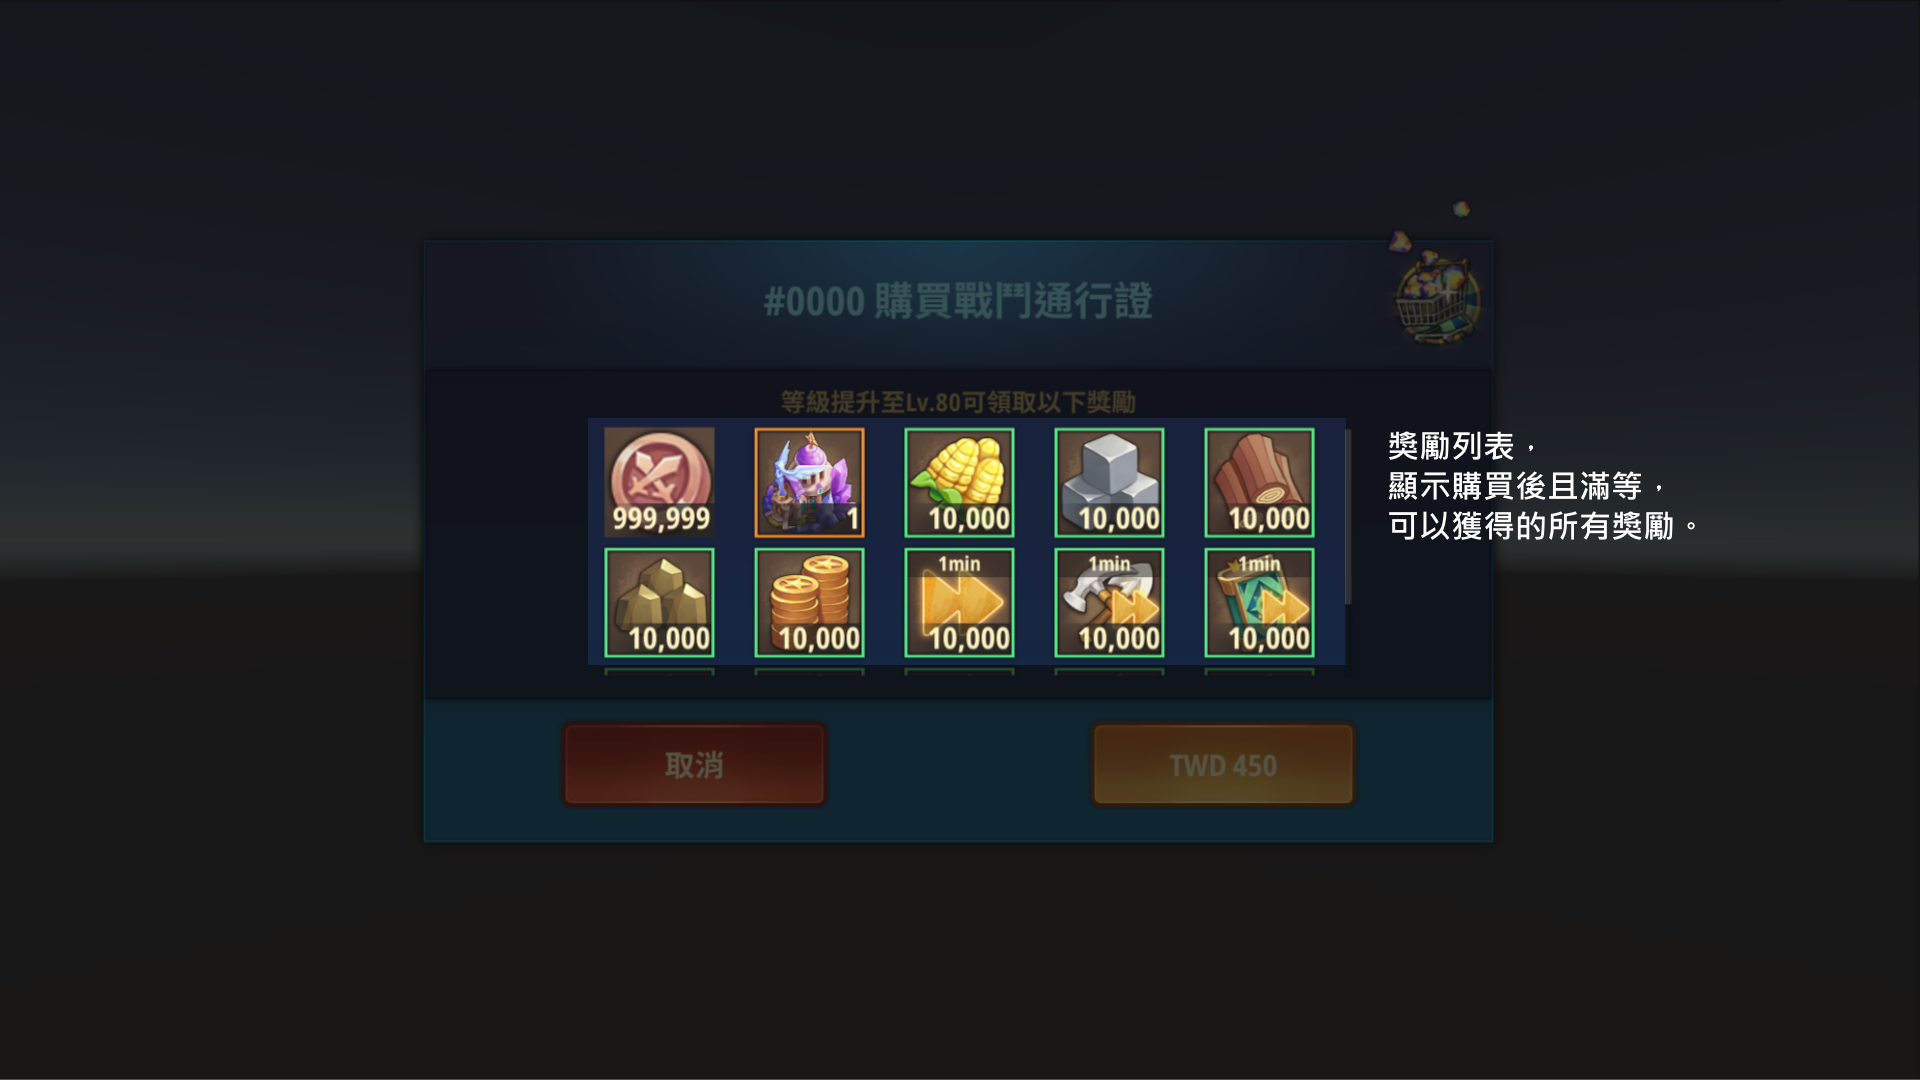 #0000 購買戰鬥通行證
等級提升至Lv.80可領取以下獎勵
999,999
1
10,000
10,000
10,000
10,000
10,000
1min
10,000
1min
10,000
1min
10,000
獎勵列表，
顯示購買後且滿等，
可以獲得的所有獎勵。
取消
TWD 450